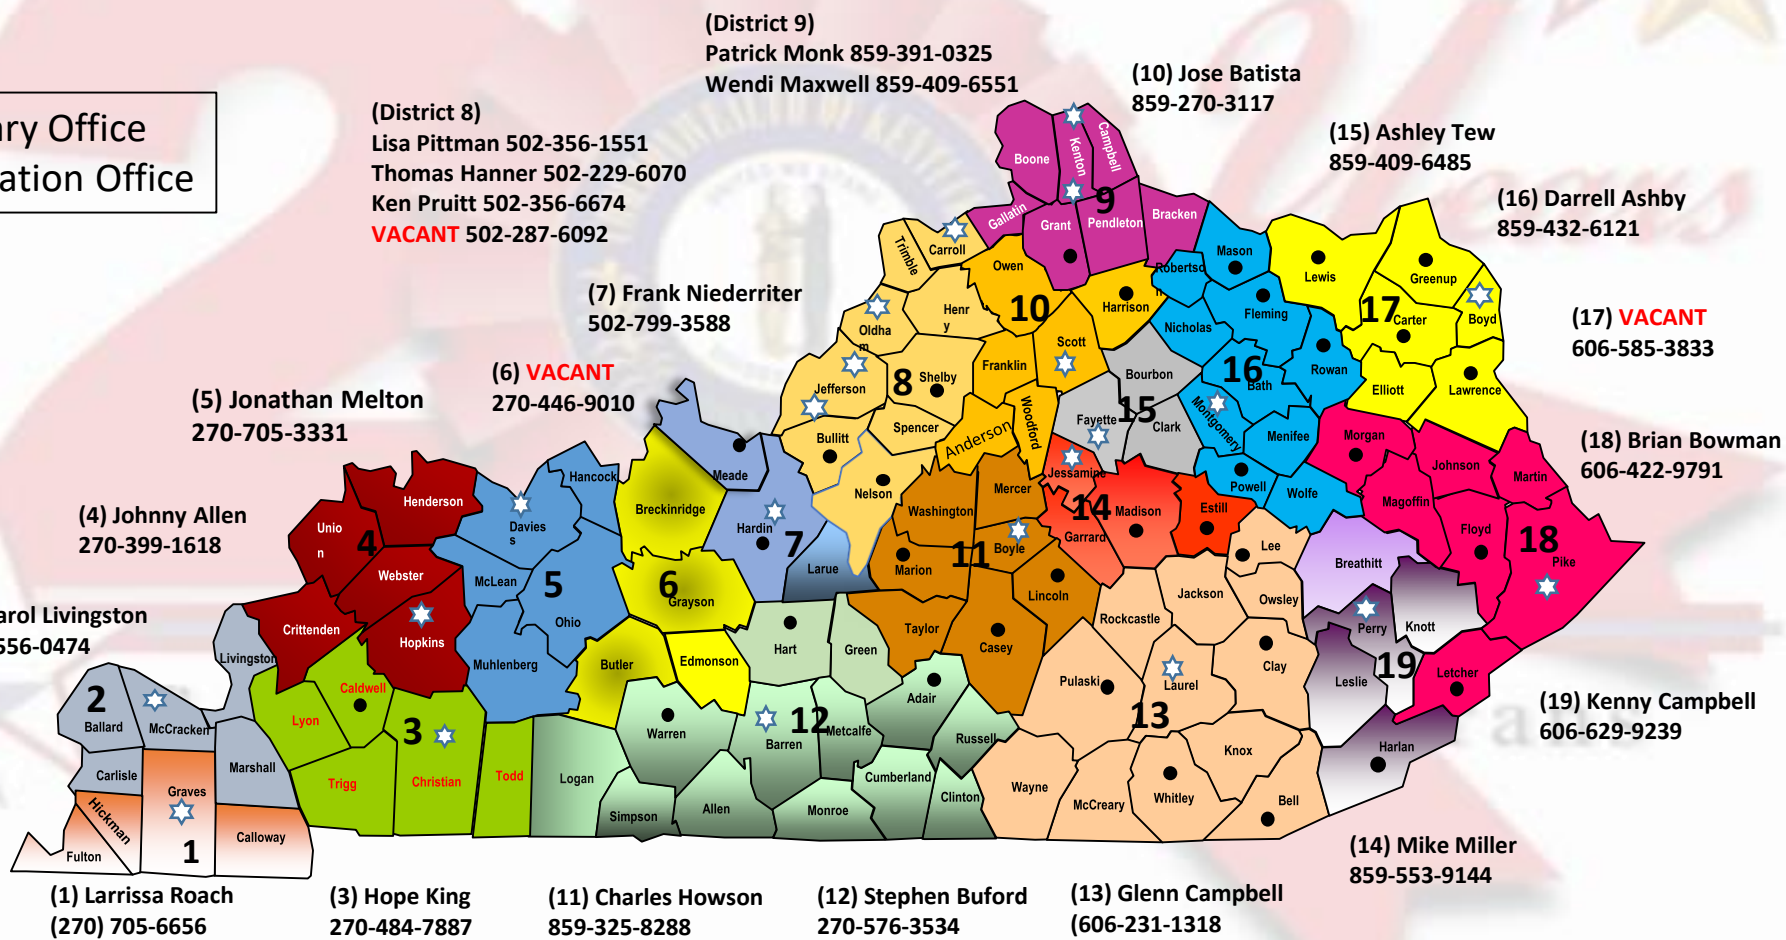 (District 9)
Patrick Monk 859-391-0325
Wendi Maxwell 859-409-6551
(10) Jose Batista
859-270-3117
ary Office
ation Office
(District 8)
Lisa Pittman 502-356-1551
Thomas Hanner 502-229-6070
Ken Pruitt 502-356-6674
VACANT 502-287-6092
(15) Ashley Tew
859-409-6485
(16) Darrell Ashby
859-432-6121
(7) Frank Niederriter
502-799-3588
(17) VACANT
606-585-3833
(6) VACANT
270-446-9010
(5) Jonathan Melton
270-705-3331
(18) Brian Bowman
606-422-9791
(4) Johnny Allen
270-399-1618
arol Livingston
556-0474
(19) Kenny Campbell
606-629-9239
(14) Mike Miller
859-553-9144
(1) Larrissa Roach
(270) 705-6656
(3) Hope King
270-484-7887
(11) Charles Howson
859-325-8288
(12) Stephen Buford
270-576-3534
(13) Glenn Campbell
(606-231-1318
Boone
Kenton
Campbell
9
Gallatin
Grant
Pendleton
Bracken
Trimble
Carroll
Owen
10
Harrison
Robertso
n
Mason
Lewis
Greenup
17
Carter
Boyd
Oldha
m
Henr
y
Scott
Nicholas
Fleming
Franklin
Jefferson
8
Shelby
Bourbon
16
Bath
Rowan
Elliott
Lawrence
Bullitt
Spencer
Anderson
Woodford
Fayette
15
Clark
Montgomery
Menifee
Morgan
Johnson
Martin
Meade
Nelson
Washington
Mercer
Jessamine
14
Madison
Estill
Powell
Wolfe
Magoffin
Floyd
18
Pike
Hancock
Breckinridge
Hardin
7
Larue
Marion
11
Boyle
Garrard
Lincoln
Lee
Breathitt
Henderson
Unio
n
4
Davies
s
Webster
McLean
5
Ohio
6
Grayson
Hart
Green
Taylor
Casey
Rockcastle
Jackson
Owsley
Perry
Knott
Crittenden
Hopkins
Muhlenberg
Butler
Edmonson
Adair
Pulaski
Laurel
Clay
Leslie
19
Letcher
Livingston
2
Ballard
McCracken
Lyon
Caldwell
3
Warren
Barren
12
Metcalfe
Russell
13
Knox
Harlan
Carlisle
Marshall
Trigg
Christian
Todd
Logan
Simpson
Allen
Monroe
Cumberland
Clinton
Wayne
McCreary
Whitley
Bell
Graves
Hickman
Fulton
1
Calloway